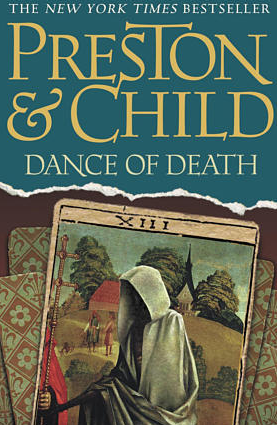 THE NEW YORK TIMES BESTSELLER
PRESTON
& CHILD
DANCE OF DEATH
XIII